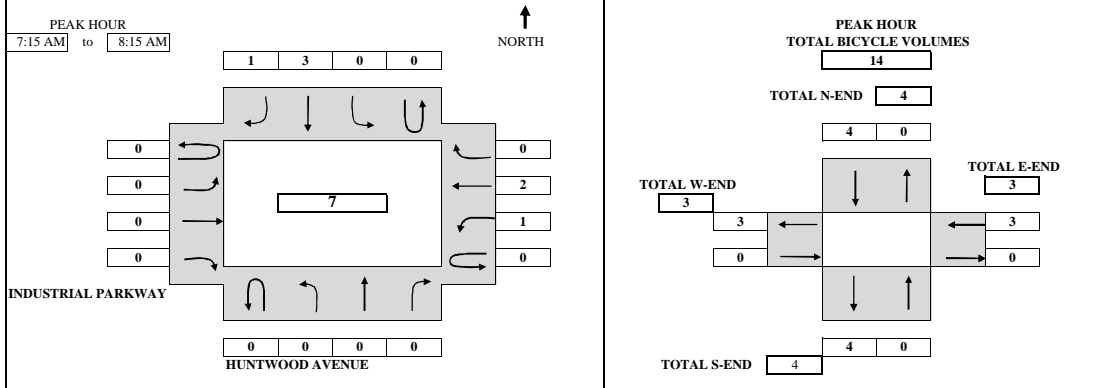 PEAK HOUR
7:15 AM to 8:15 AM
NORTH
1 3 0 0
0 0
0 2
7
0 1
0 0
INDUSTRIAL PARKWAY
0 0 0 0
HUNTWOOD AVENUE
PEAK HOUR
TOTAL BICYCLE VOLUMES
14
TOTAL N-END 4
4 0
TOTAL E-END
3
TOTAL W-END
3
3 3
0 0
4 0
TOTAL S-END 4